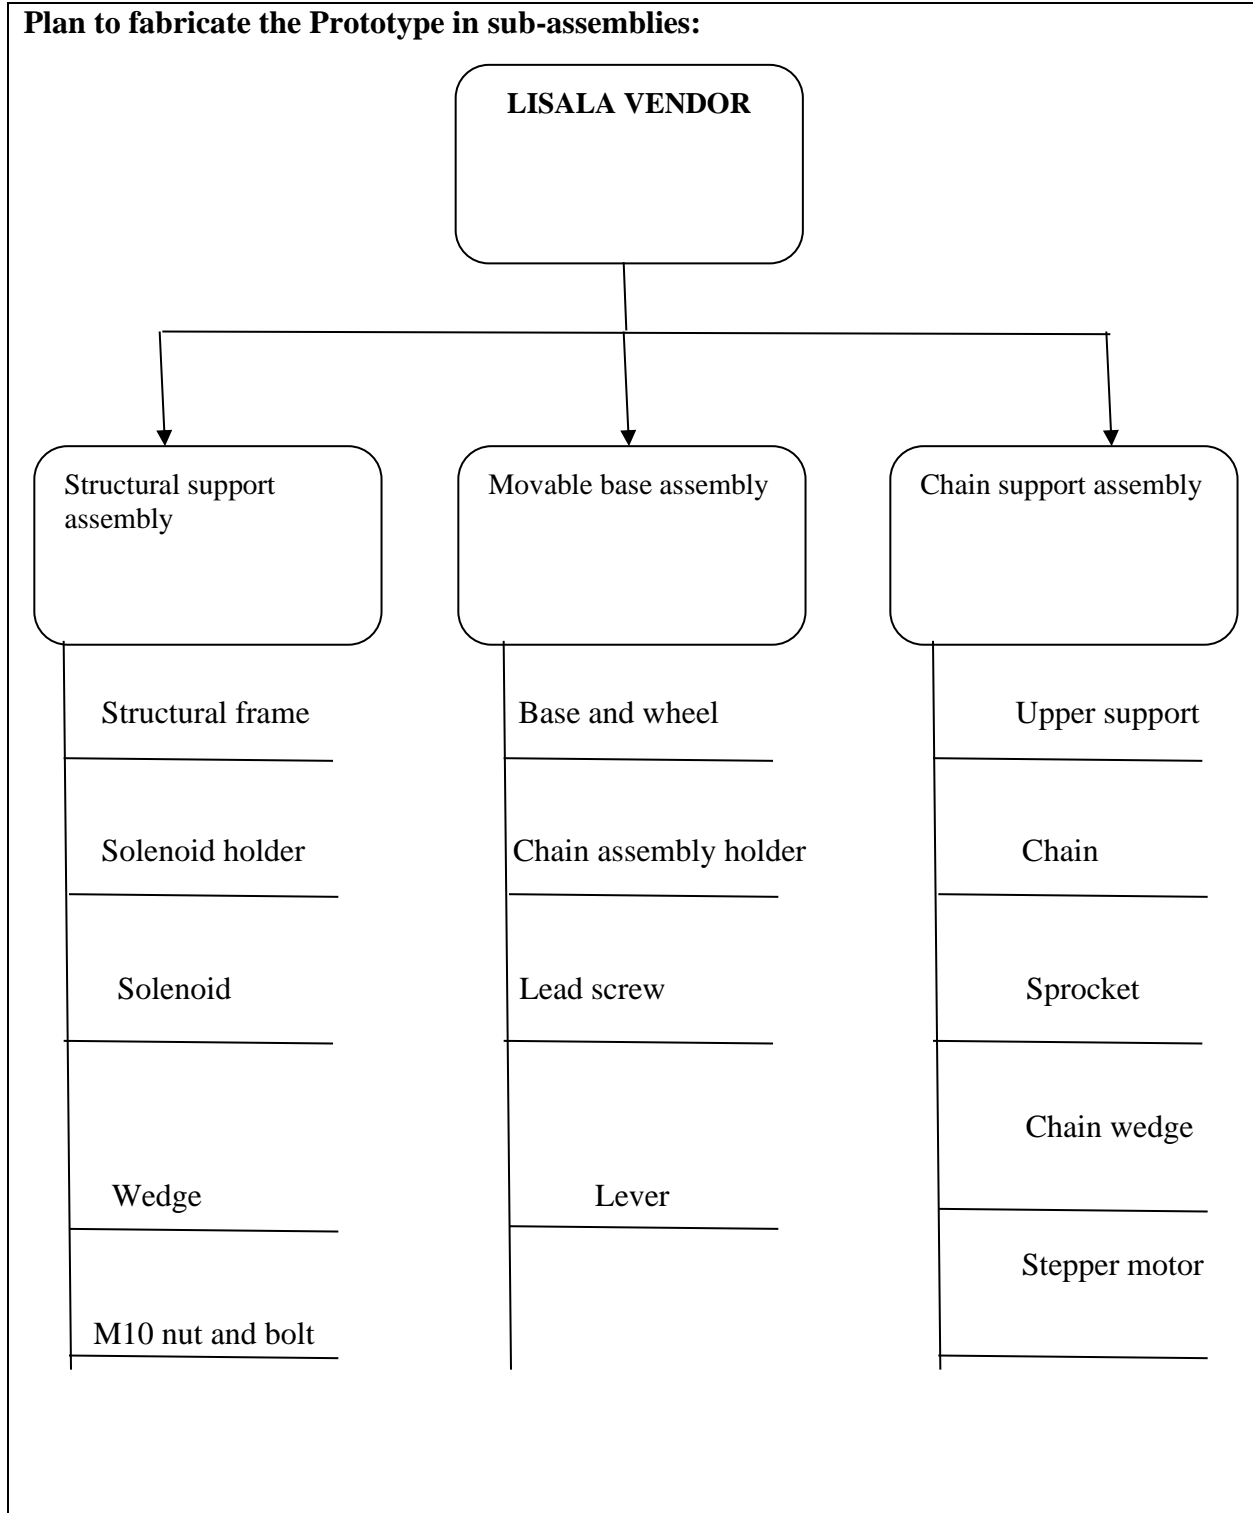 Plan to fabricate the Prototype in sub-assemblies:
LISALA VENDOR
Structural support
assembly
Movable base assembly
Chain support assembly
Structural frame
Solenoid holder
Solenoid
Wedge
M10 nut and bolt
Base and wheel
Chain assembly holder
Lead screw
Lever
Upper support
Chain
Sprocket
Chain wedge
Stepper motor